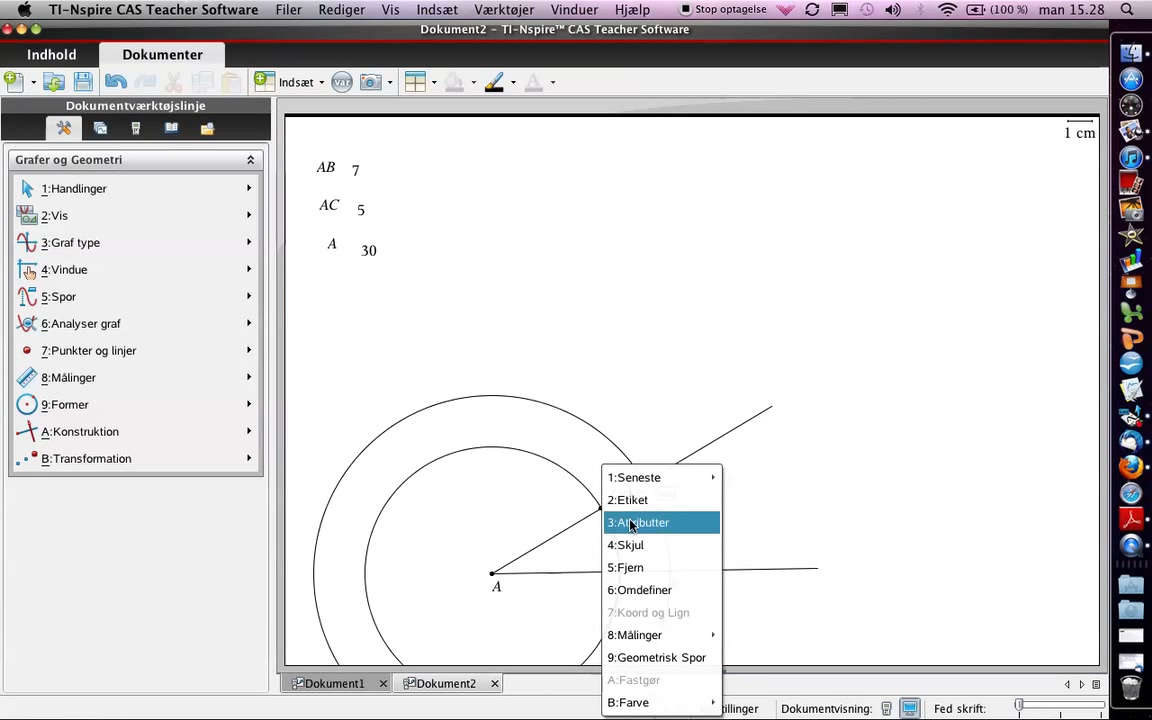 TI-Nspire CAS Teacher Software Filer Rediger Vis Indsæt Værktøjer Vinduer Hjælp Stop optagelse (100 %) man 15.28
Dokument2 - TI-Nspire™ CAS Teacher Software
Indhold Dokumenter
Indsæt var A
Dokumentværktøjslinje
Grafer og Geometri
1:Handlinger
2:Vis
3:Graf type
4:Vindue
5:Spor
6:Analyser graf
7:Punkter og linjer
8:Målinger
9:Former
A:Konstruktion
B:Transformation
1 cm
AB 7
AC 5
A 30
A
1:Seneste
2:Etiket
3:Attributter
4:Skjul
5:Fjern
6:Omdefiner
7:Koord og Lign
8:Målinger
9:Geometrisk Spor
A:Fastgør
B:Farve
Dokument1 Dokument2
tillinger Dokumentvisning: Fed skrift: